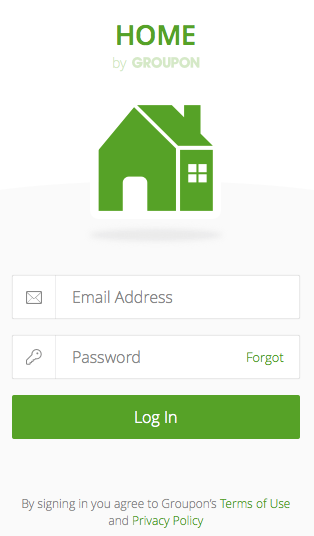 HOME
by GROUPON
Email Address
Password Forgot
Log In
By signing in you agree to Groupon's Terms of Use
and Privacy Policy